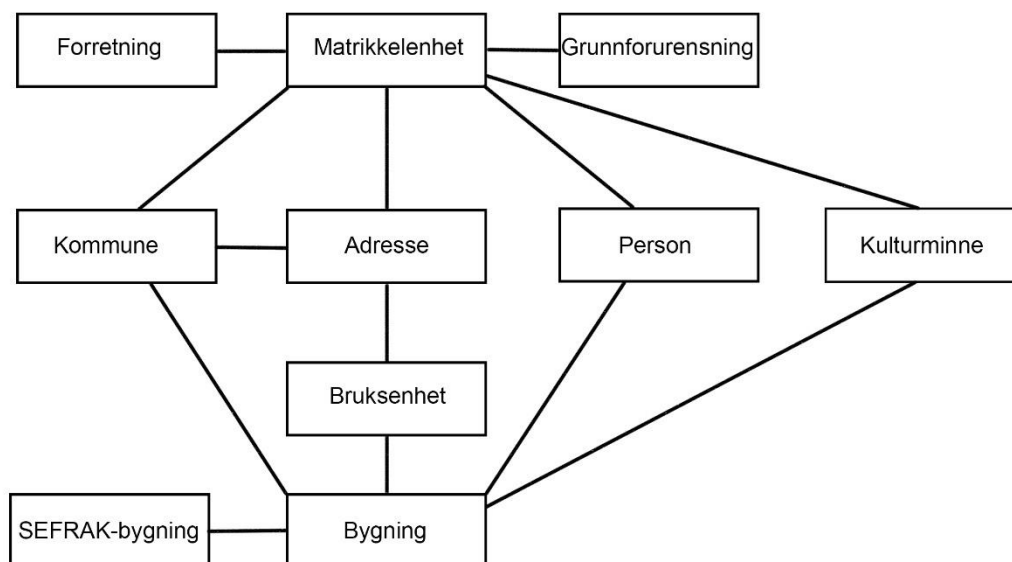 Forretning
Matrikkelenhet
Grunnforurensning
Kommune
Adresse
Person
Kulturminne
Bruksenhet
SEFRAK-bygning
Bygning